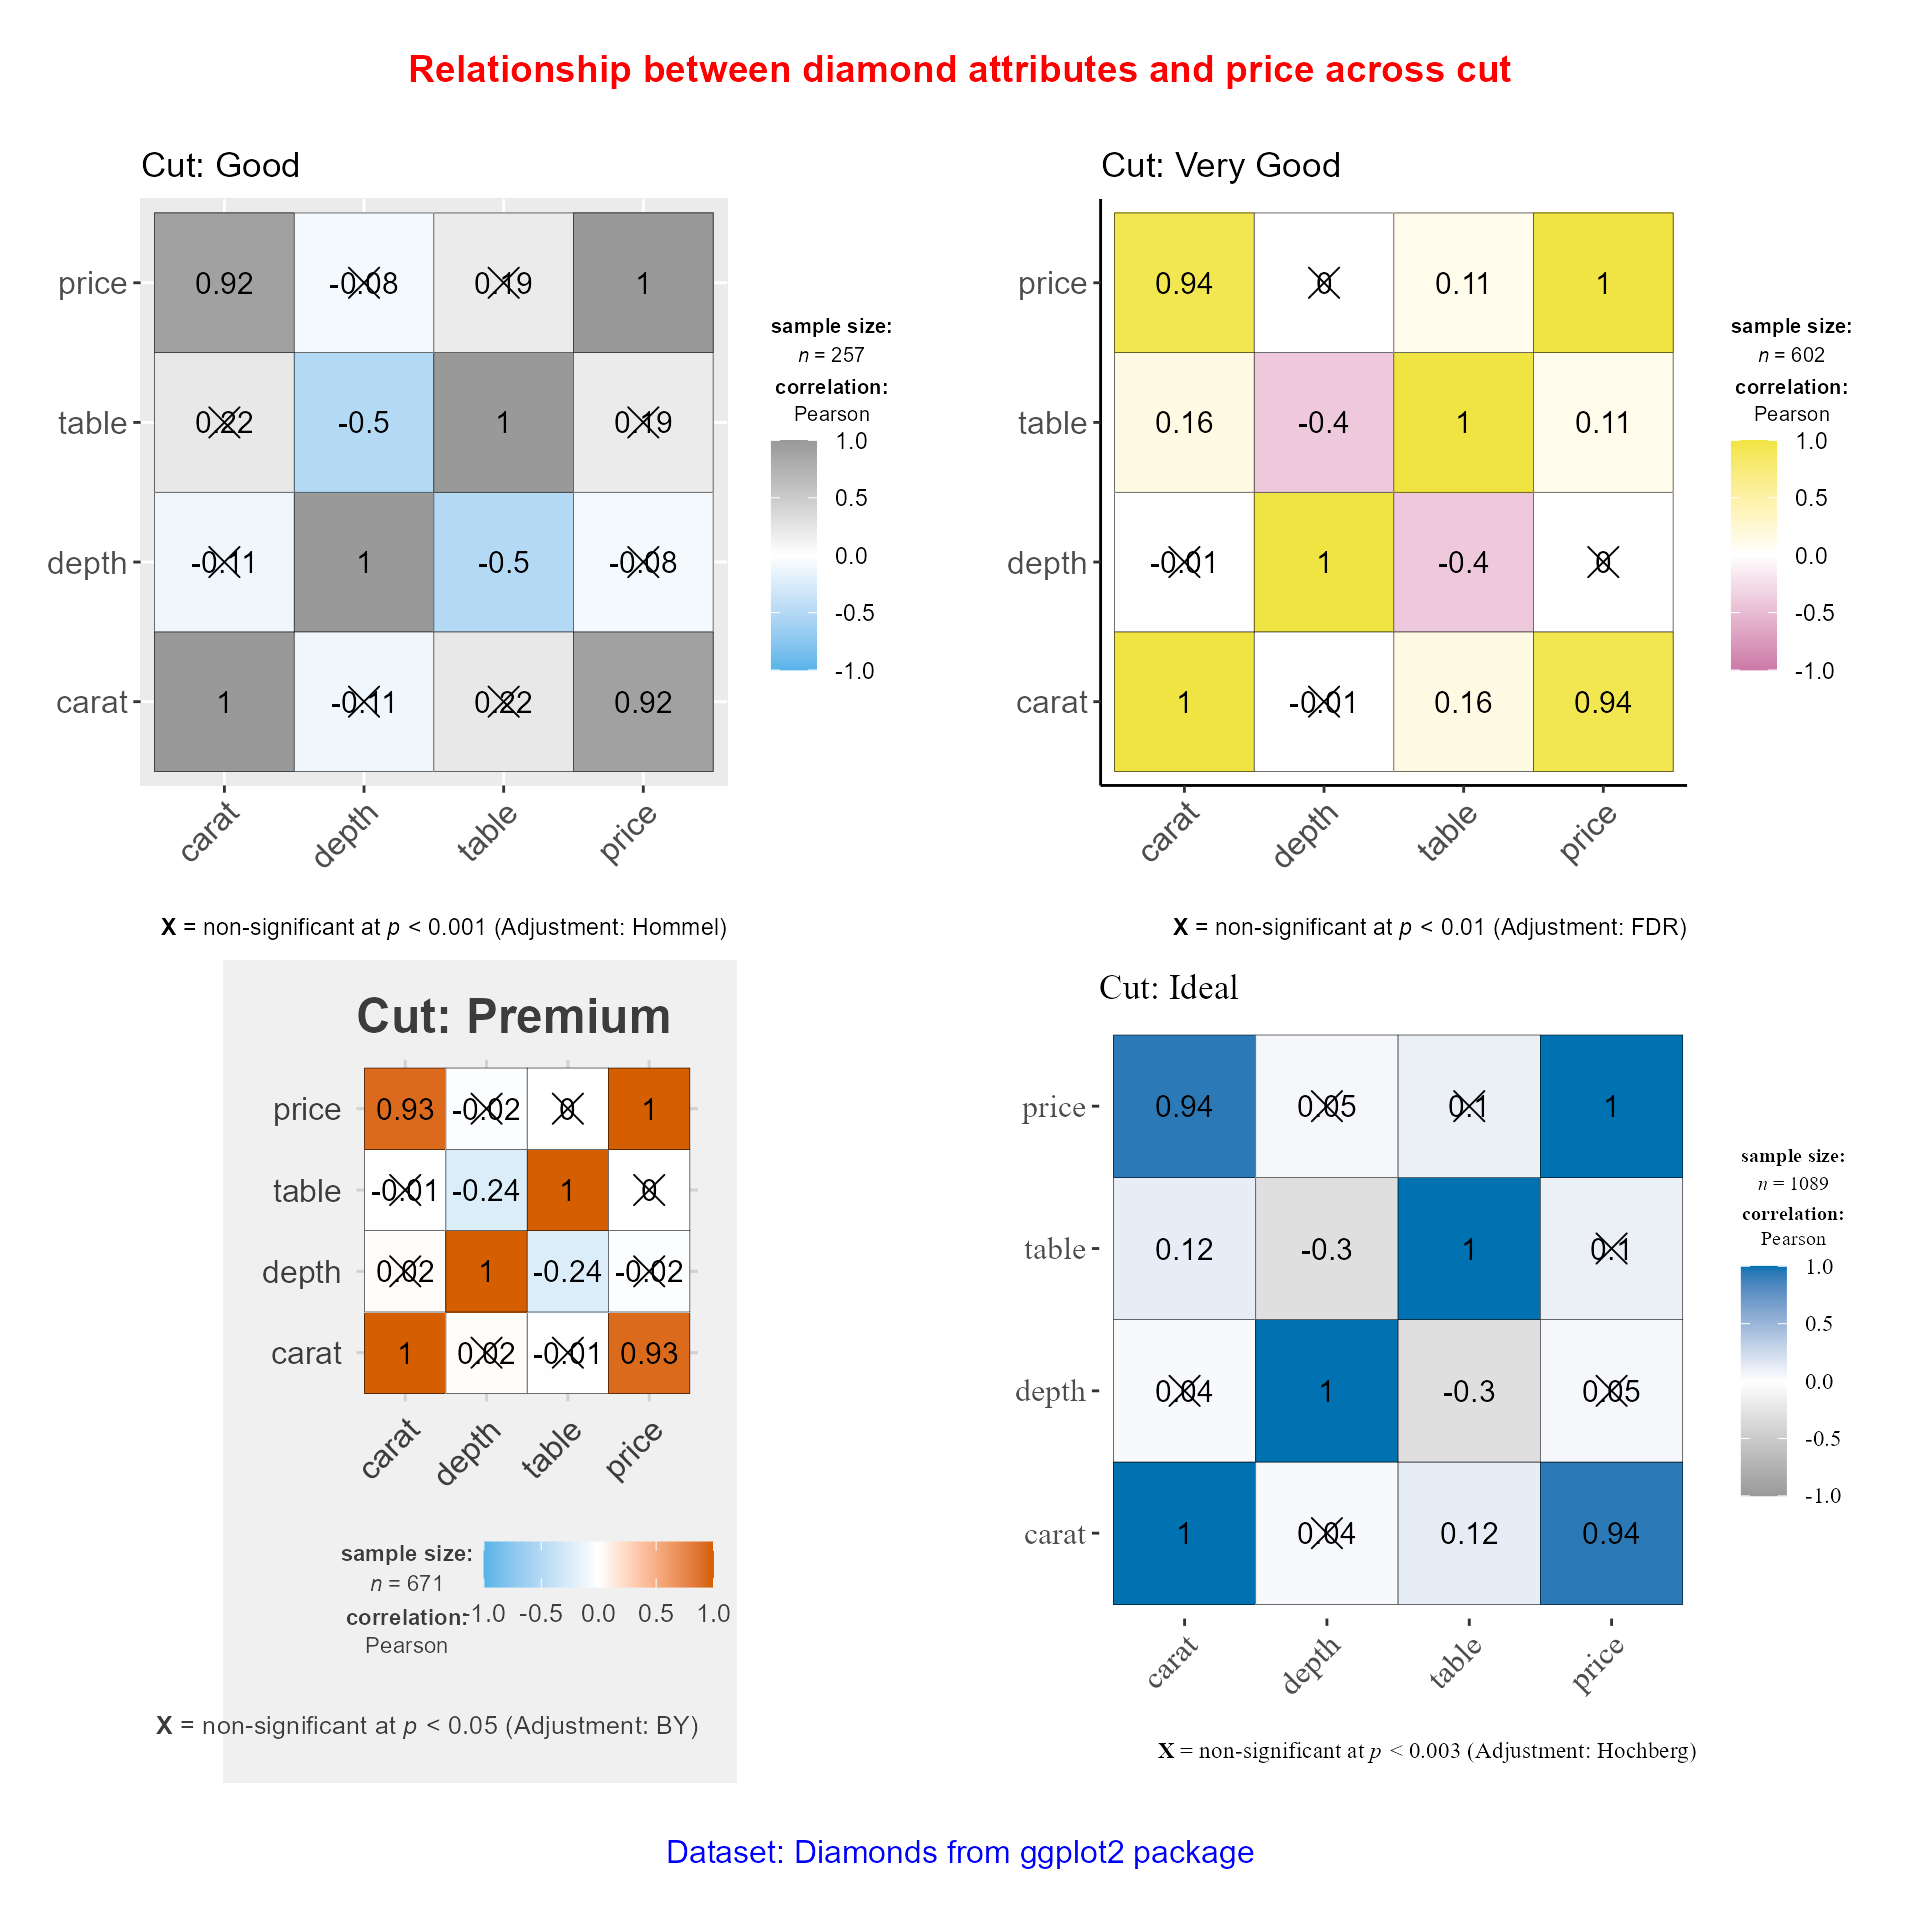 Relationship between diamond attributes and price across cut
Cut: Good
price 0.92 -0.08 0.19 1
table 0.22 -0.5 1 0.19
depth -0.11 1 -0.5 -0.08
carat 1 -0.11 0.22 0.92
carat depth table price
sample size:
n = 257
correlation:
Pearson
1.0
0.5
0.0
-0.5
-1.0
X = non-significant at p < 0.001 (Adjustment: Hommel)
Cut: Very Good
price 0.94 0 0.11 1
table 0.16 -0.4 1 0.11
depth -0.01 1 -0.4 0
carat 1 -0.01 0.16 0.94
carat depth table price
sample size:
n = 602
correlation:
Pearson
1.0
0.5
0.0
-0.5
-1.0
X = non-significant at p < 0.01 (Adjustment: FDR)
Cut: Premium
price 0.93 -0.02 0 1
table -0.01 -0.24 1 0
depth 0.02 1 -0.24 -0.02
carat 1 0.02 -0.01 0.93
carat depth table price
sample size:
n = 671
correlation:
Pearson
-1.0 -0.5 0.0 0.5 1.0
X = non-significant at p < 0.05 (Adjustment: BY)
Cut: Ideal
price 0.94 0.05 0.1 1
table 0.12 -0.3 1 0.1
depth 0.04 1 -0.3 0.05
carat 1 0.04 0.12 0.94
carat depth table price
sample size:
n = 1089
correlation:
Pearson
1.0
0.5
0.0
-0.5
-1.0
X = non-significant at p < 0.003 (Adjustment: Hochberg)
Dataset: Diamonds from ggplot2 package